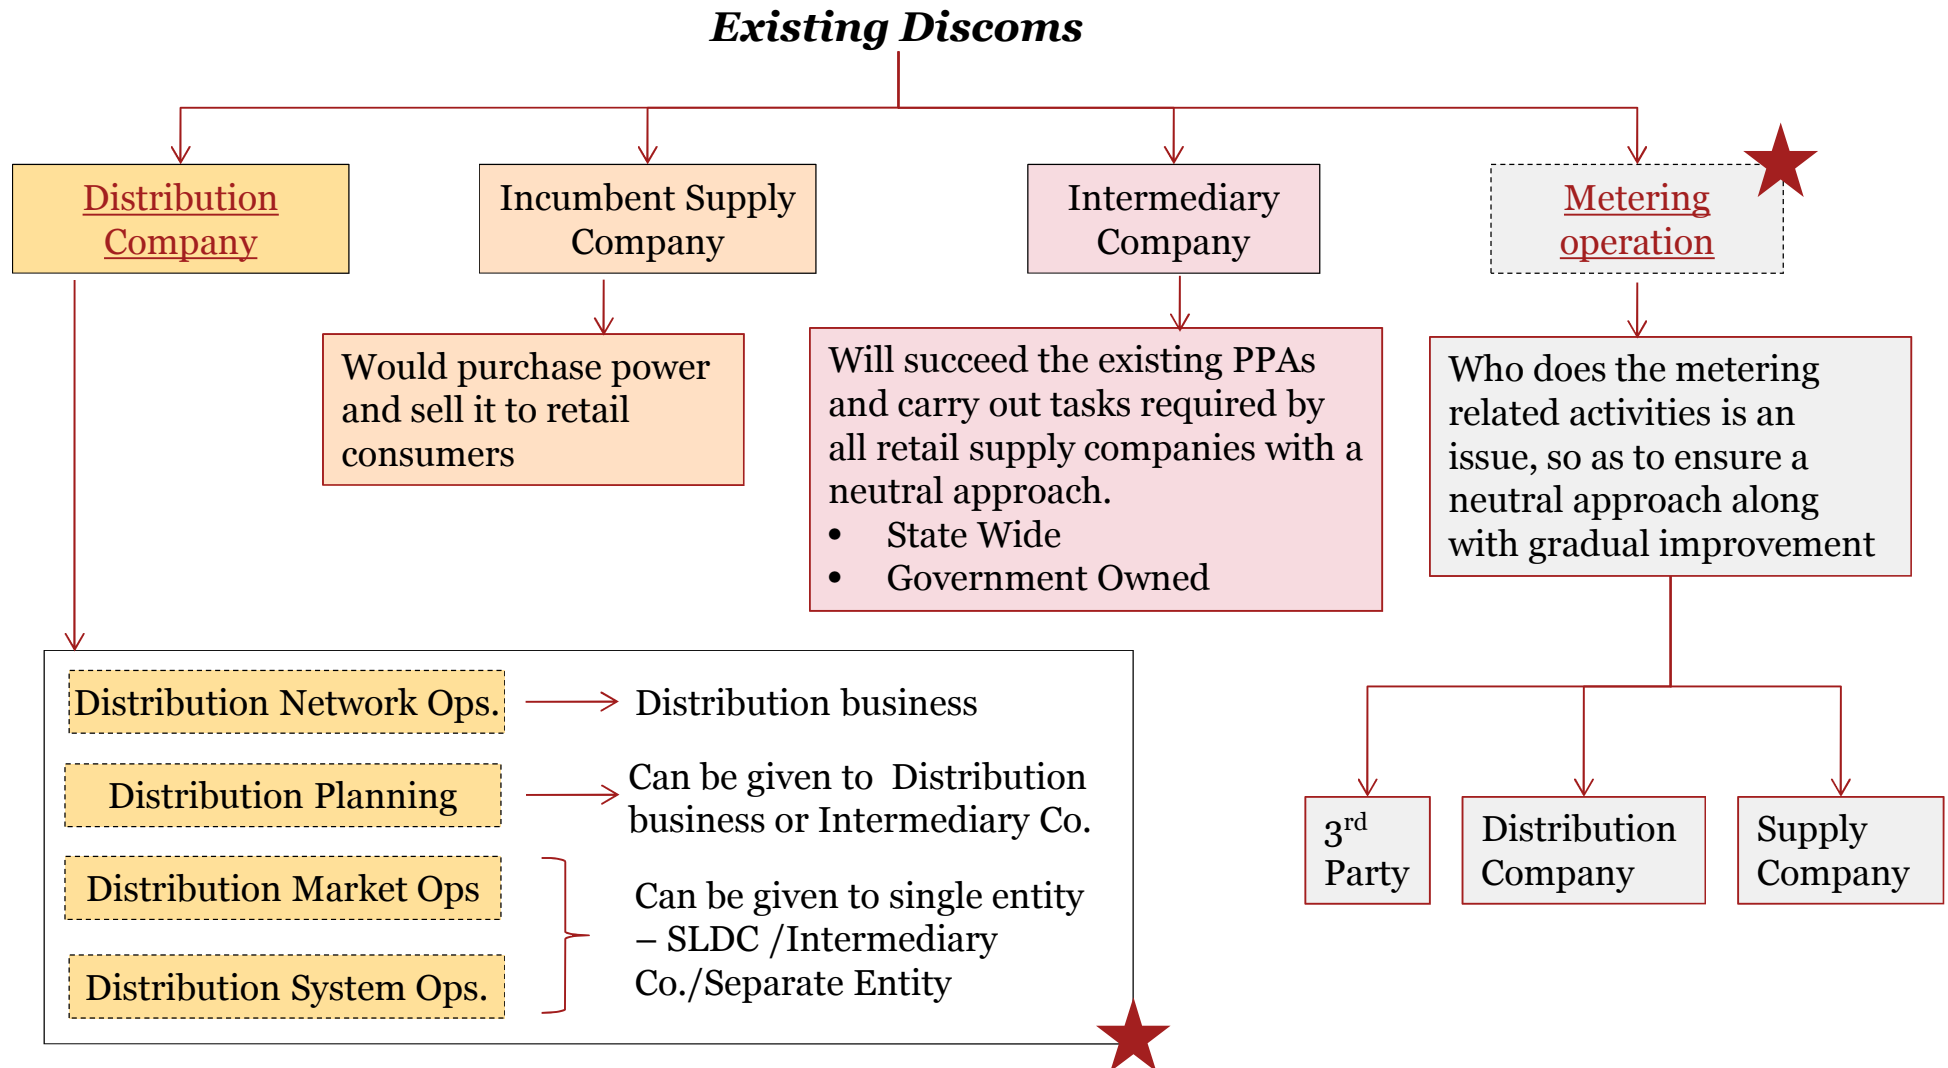 Existing Discoms
Distribution
Company
Incumbent Supply
Company
Intermediary
Company
Metering
operation
Would purchase power
and sell it to retail
consumers
Will succeed the existing PPAs
and carry out tasks required by
all retail supply companies with a
neutral approach.
• State Wide
• Government Owned
Who does the metering
related activities is an
issue, so as to ensure a
neutral approach along
with gradual improvement
Distribution Network Ops.
Distribution business
Distribution Planning
Can be given to  Distribution
business or Intermediary Co.
Distribution Market Ops
Distribution System Ops.
Can be given to single entity
– SLDC /Intermediary
Co./Separate Entity
3rd
Party
Distribution
Company
Supply
Company